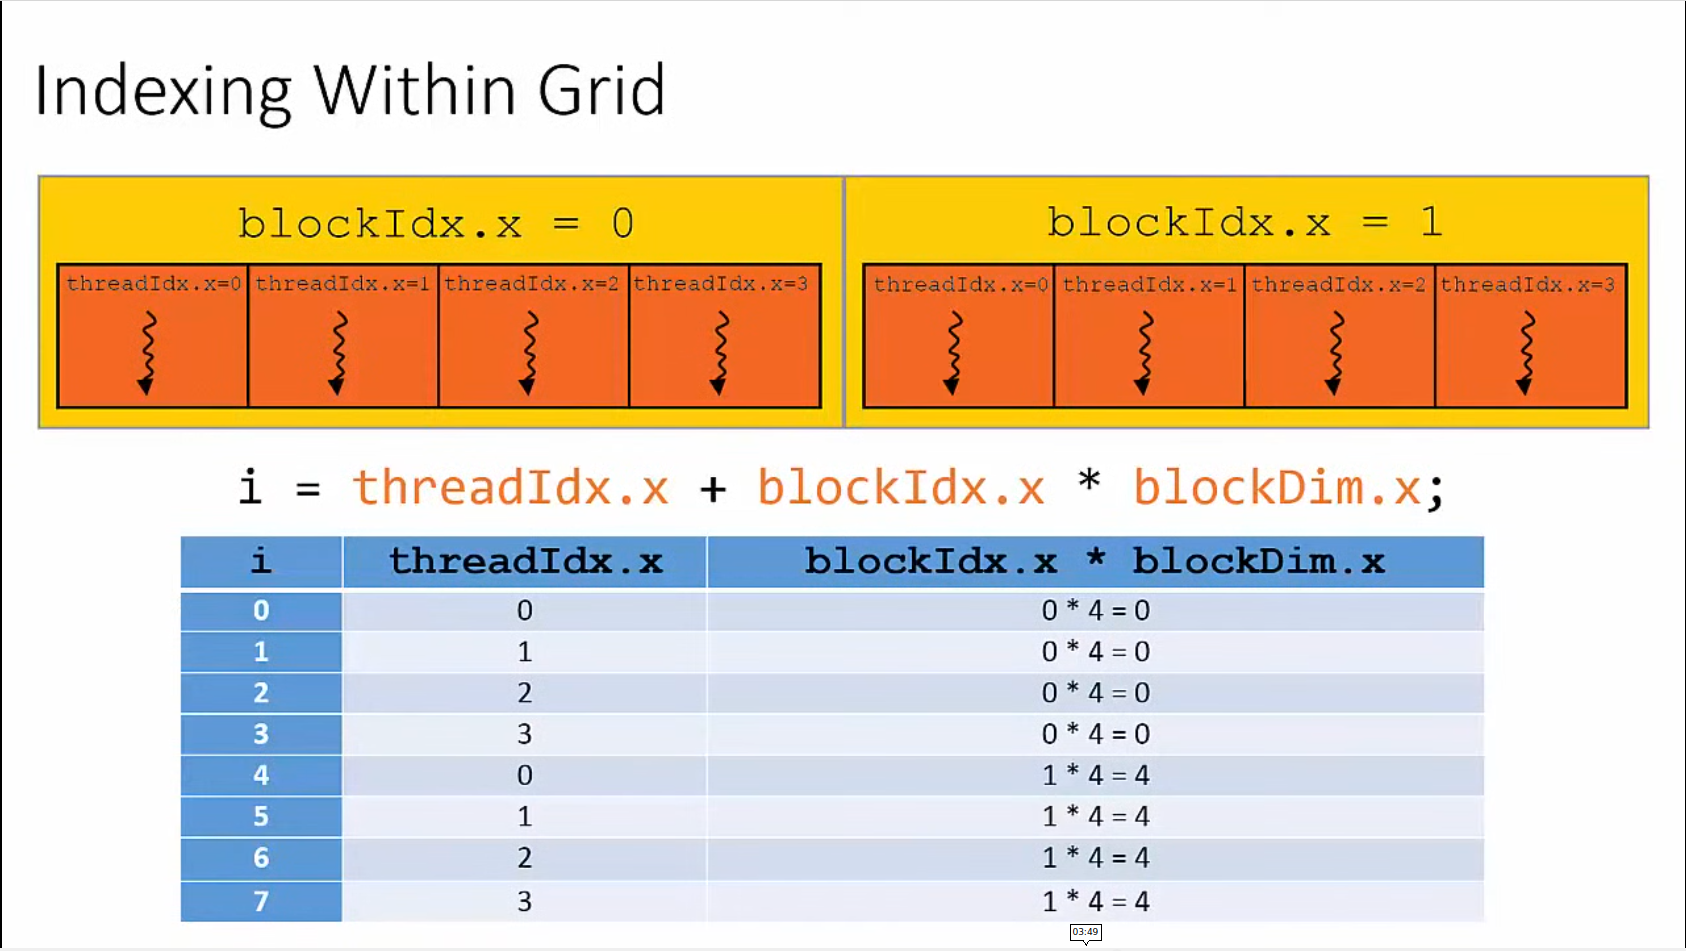 Indexing Within Grid
blockIdx.x = 0
blockIdx.x = 1
threadIdx.x=0 threadIdx.x=1 threadIdx.x=2 threadIdx.x=3
threadIdx.x=0 threadIdx.x=1 threadIdx.x=2 threadIdx.x=3
i = threadIdx.x + blockIdx.x * blockDim.x;
i threadIdx.x blockIdx.x * blockDim.x
0 0 0 * 4 = 0
1 1 0 * 4 = 0
2 2 0 * 4 = 0
3 3 0 * 4 = 0
4 0 1 * 4 = 4
5 1 1 * 4 = 4
6 2 1 * 4 = 4
7 3 1 * 4 = 4
03:49